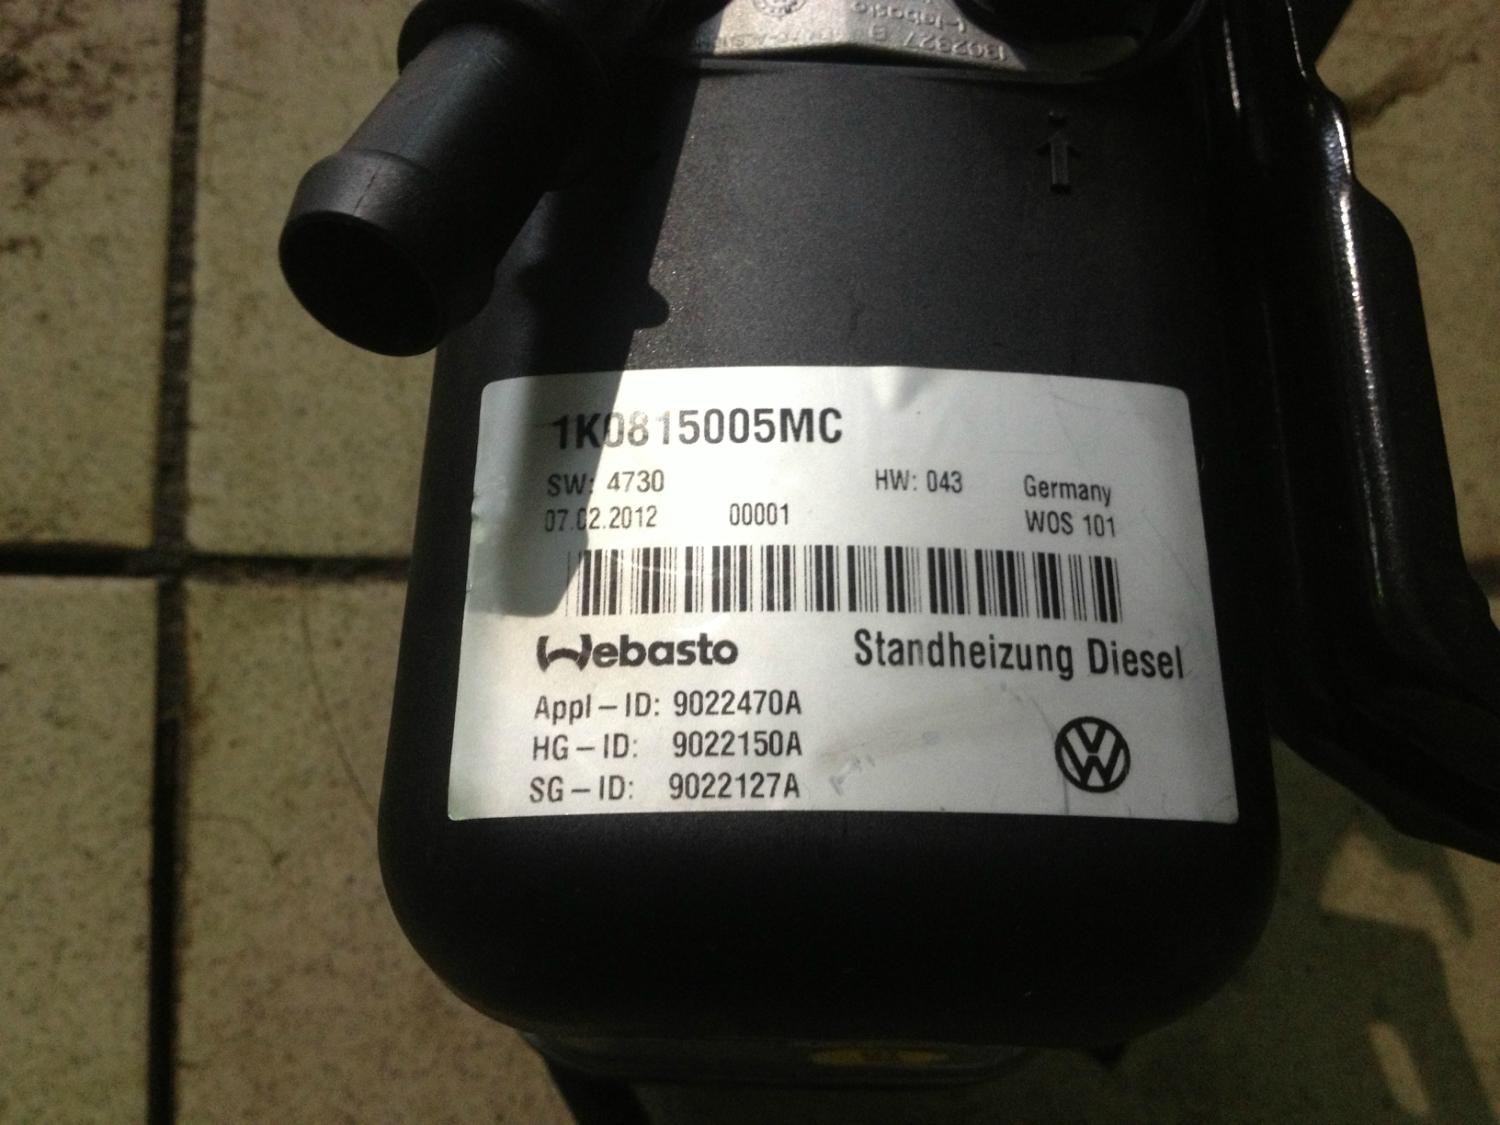 Webasto
1K0815005MC
SW: 4730 HW: 043 Germany
07.02.2012 00001 WOS 101
Webasto Standheizung Diesel
Appl – ID: 9022470A
HG – ID: 9022150A
SG – ID: 9022127A